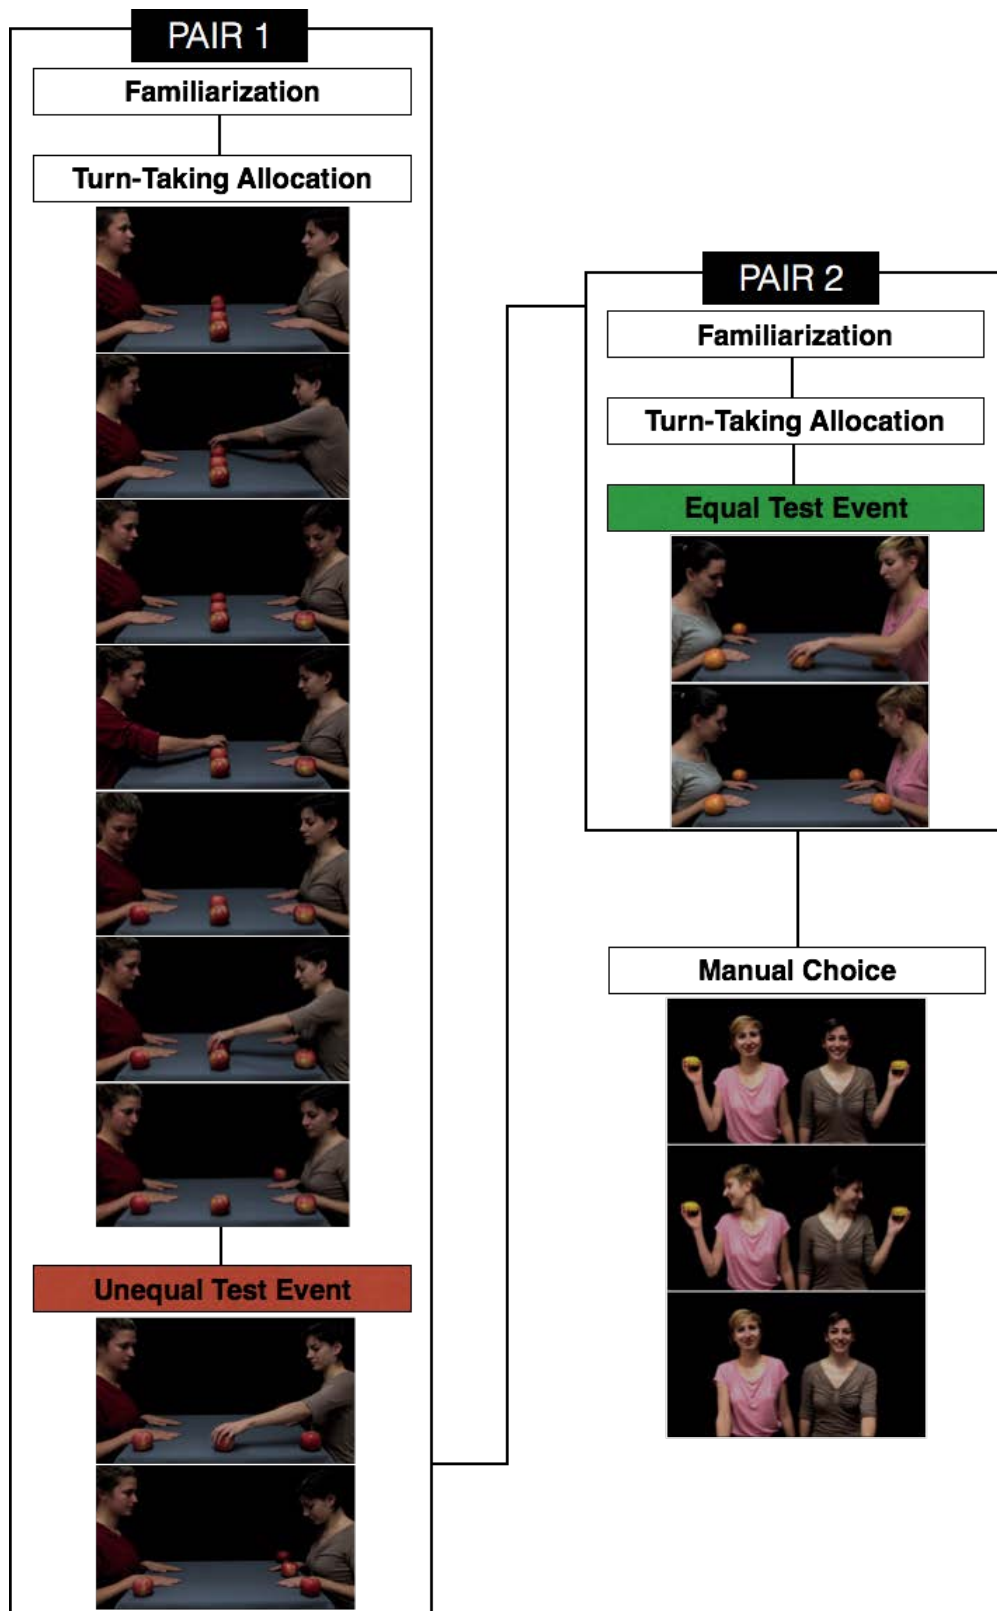 PAIR 1
Familiarization
Turn-Taking Allocation
Unequal Test Event
PAIR 2
Familiarization
Turn-Taking Allocation
Equal Test Event
Manual Choice